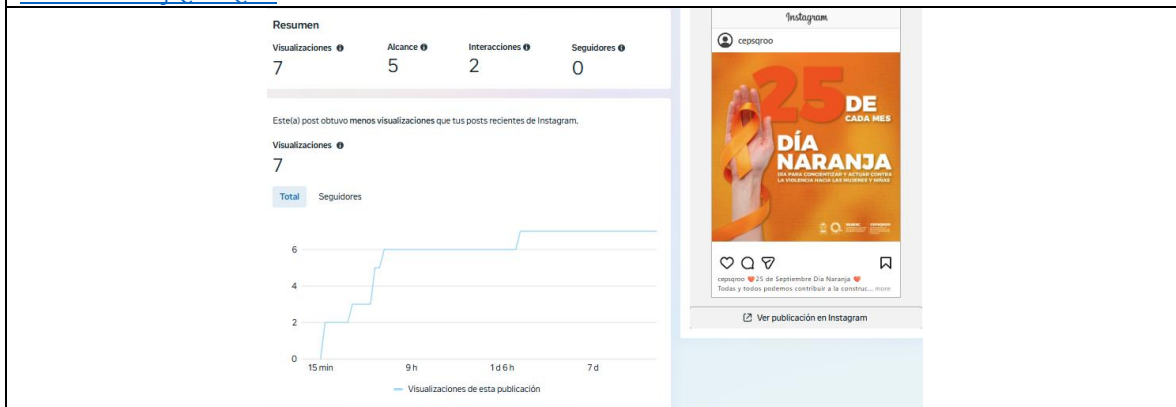 Resumen
Visualizaciones
Alcance
Interacciones
Seguidores
7
5
2
0
Este(a) post obtuvo menos visualizaciones que tus posts recientes de Instagram.
Visualizaciones
7
Total
Seguidores
6
4
2
0
15 min
9 h
1 d 6 h
7 d
Visualizaciones de esta publicación
Instagram
cepsqroo
25 DE
CADA MES
DÍA
NARANJA
DÍA PARA CONCIENTIZAR Y ACTUAR CONTRA
LA VIOLENCIA HACIA LAS MUJERES Y NIÑAS
cepsqroo 🧡25 de Septiembre Dia Naranja 🧡
Todas y todos podemos contribuir a la construc... more
Ver publicación en Instagram